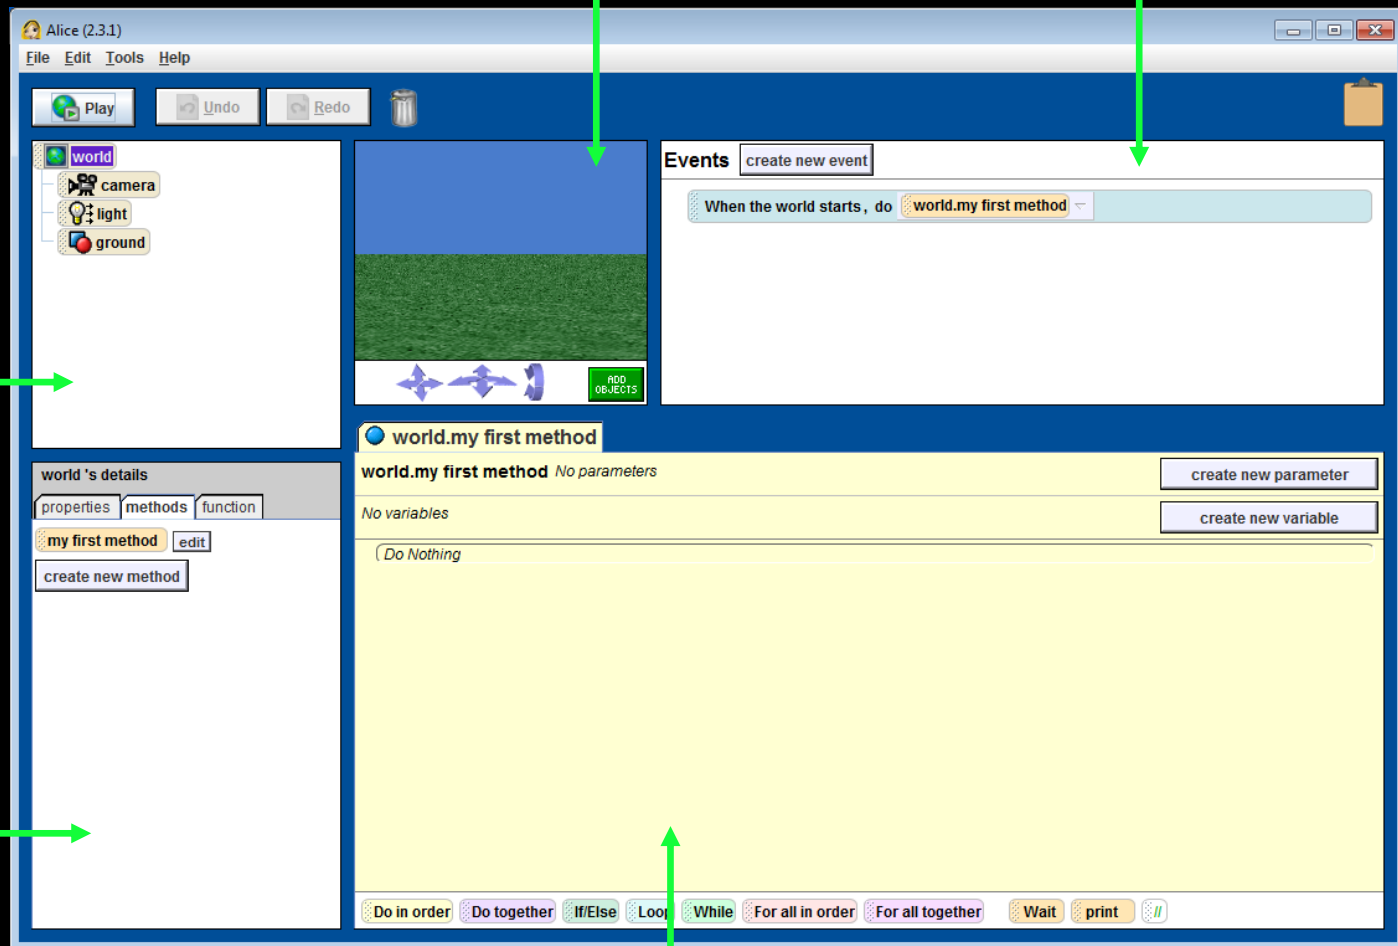 Alice (2.3.1)
File Edit Tools Help
Play Undo Redo
world
camera
light
ground
ADD
OBJECTS
Events create new event
When the world starts, do world.my first method
world 's details
properties methods function
my first method edit
create new method
world.my first method
world.my first method No parameters create new parameter
No variables create new variable
Do Nothing
Do in order Do together If/Else Loop While For all in order For all together Wait print //